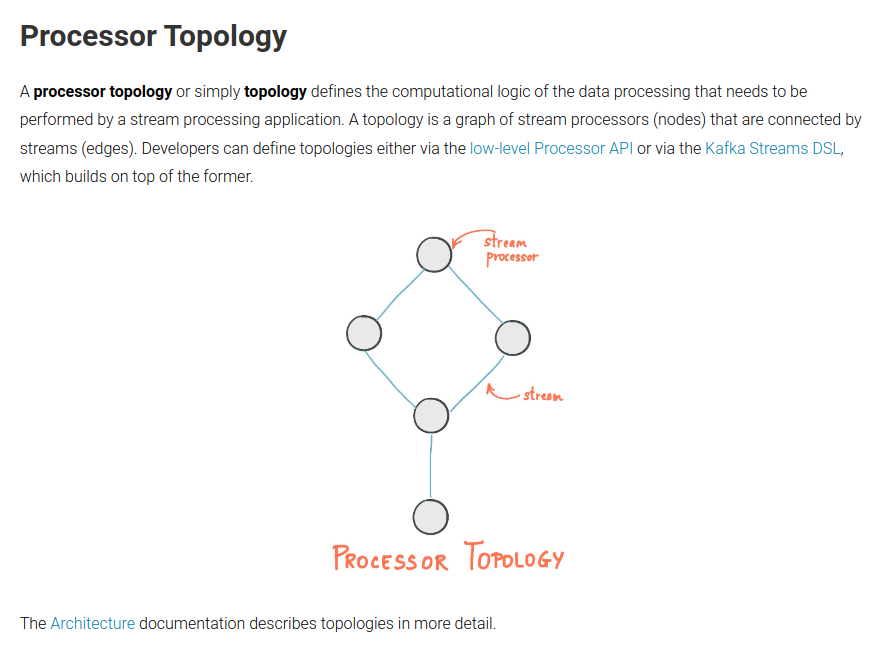 Processor Topology
A processor topology or simply topology defines the computational logic of the data processing that needs to be
performed by a stream processing application. A topology is a graph of stream processors (nodes) that are connected by
streams (edges). Developers can define topologies either via the low-level Processor API or via the Kafka Streams DSL,
which builds on top of the former.
stream
processor
stream
PROCESSOR TOPOLOGY
The Architecture documentation describes topologies in more detail.